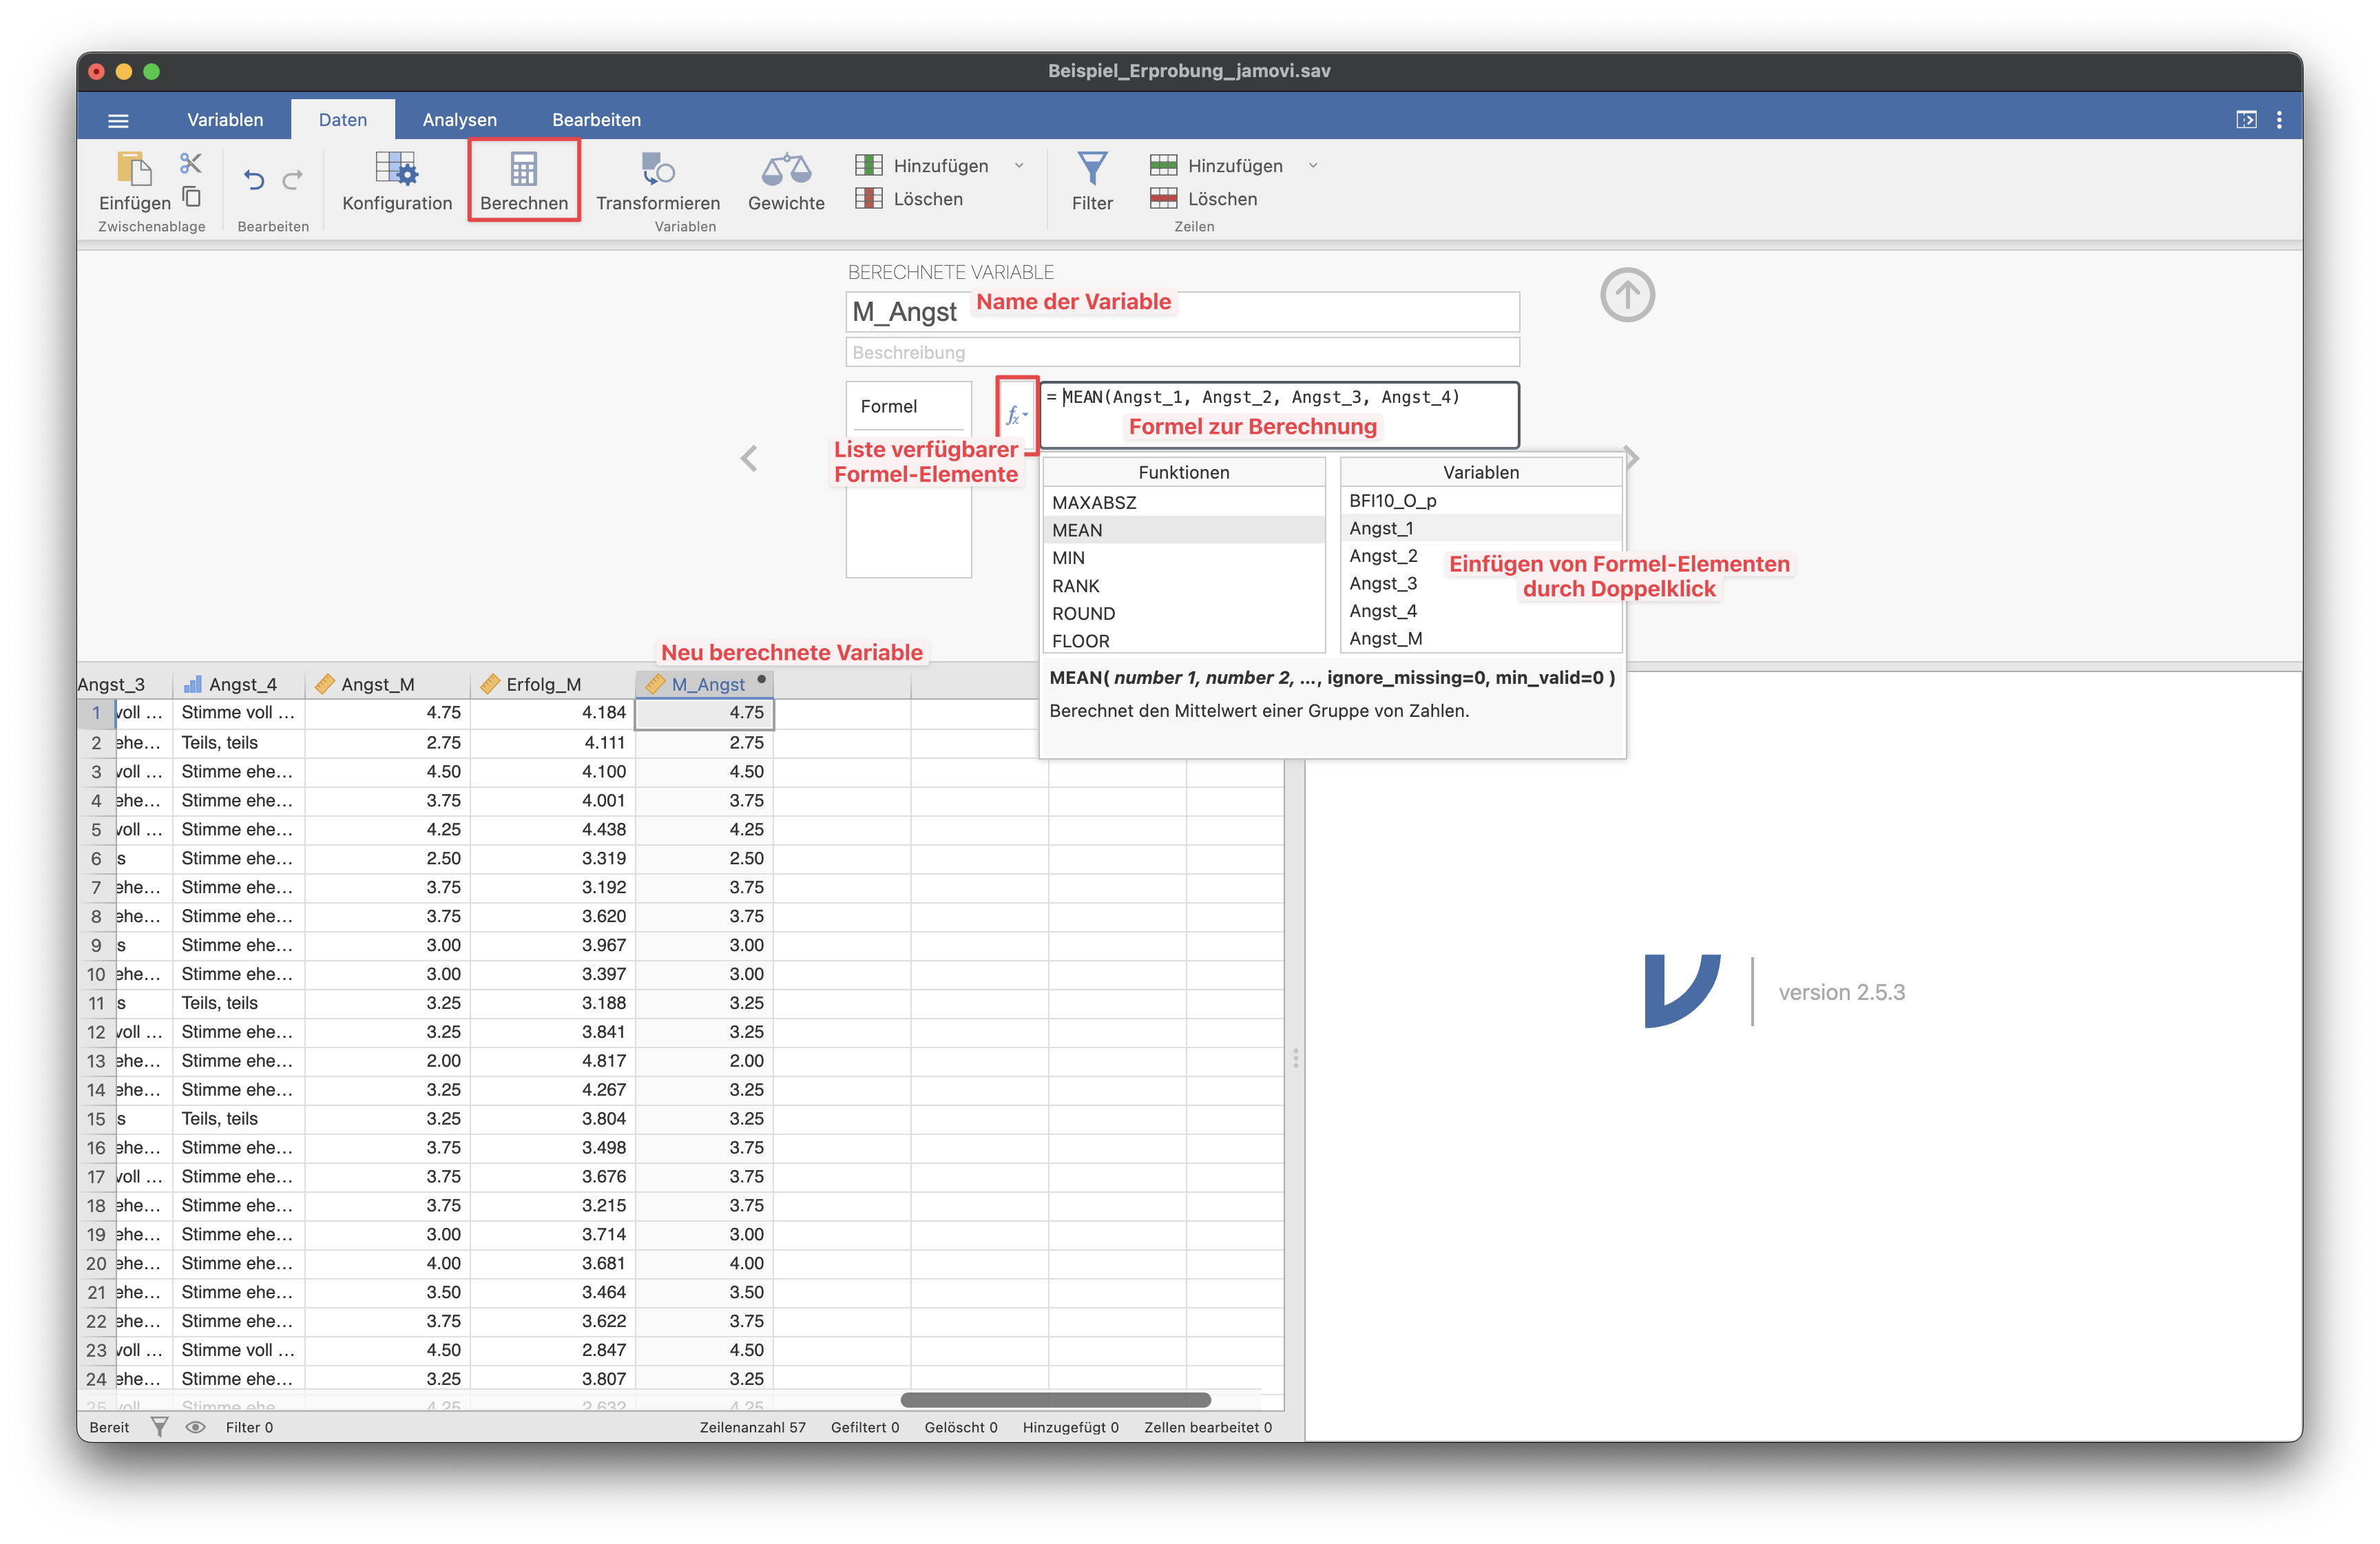 Beispiel_Erprobung_jamovi.sav
Variablen Daten Analysen Bearbeiten
Einfügen Konfiguration Berechnen Transformieren Gewichte Hinzufügen Löschen Filter Hinzufügen Löschen
Zwischenablage Bearbeiten Variablen Zeilen
BERECHNETE VARIABLE
M_Angst Name der Variable
Beschreibung
Formel = MEAN(Angst_1, Angst_2, Angst_3, Angst_4)
fx
Formel zur Berechnung
Liste verfügbarer
Formel-Elemente
Funktionen Variablen
MAXABSZ BFI10_O_p
MEAN Angst_1
MIN Angst_2
RANK Angst_3
ROUND Angst_4
FLOOR Angst_M
Einfügen von Formel-Elementen
durch Doppelklick
MEAN( number 1, number 2, ..., ignore_missing=0, min_valid=0 )
Berechnet den Mittelwert einer Gruppe von Zahlen.
Neu berechnete Variable
Angst_3 Angst_4 Angst_M Erfolg_M M_Angst
1 voll … Stimme voll … 4.75 4.184 4.75
2 ehe… Teils, teils 2.75 4.111 2.75
3 voll … Stimme ehe… 4.50 4.100 4.50
4 ehe… Stimme ehe… 3.75 4.001 3.75
5 voll … Stimme ehe… 4.25 4.438 4.25
6 s Stimme ehe… 2.50 3.319 2.50
7 ehe… Stimme ehe… 3.75 3.192 3.75
8 ehe… Stimme ehe… 3.75 3.620 3.75
9 s Stimme ehe… 3.00 3.967 3.00
10 ehe… Stimme ehe… 3.00 3.397 3.00
11 s Teils, teils 3.25 3.188 3.25
12 voll … Stimme ehe… 3.25 3.841 3.25
13 ehe… Stimme ehe… 2.00 4.817 2.00
14 ehe… Stimme ehe… 3.25 4.267 3.25
15 s Teils, teils 3.25 3.804 3.25
16 ehe… Stimme ehe… 3.75 3.498 3.75
17 voll … Stimme ehe… 3.75 3.676 3.75
18 ehe… Stimme ehe… 3.75 3.215 3.75
19 ehe… Stimme ehe… 3.00 3.714 3.00
20 ehe… Stimme ehe… 4.00 3.681 4.00
21 ehe… Stimme ehe… 3.50 3.464 3.50
22 ehe… Stimme ehe… 3.75 3.622 3.75
23 voll … Stimme voll … 4.50 2.847 4.50
24 ehe… Stimme ehe… 3.25 3.807 3.25
25 voll Stimme ehe 4.25 2.632 4.25
version 2.5.3
Bereit Filter 0 Zeilenanzahl 57 Gefiltert 0 Gelöscht 0 Hinzugefügt 0 Zellen bearbeitet 0